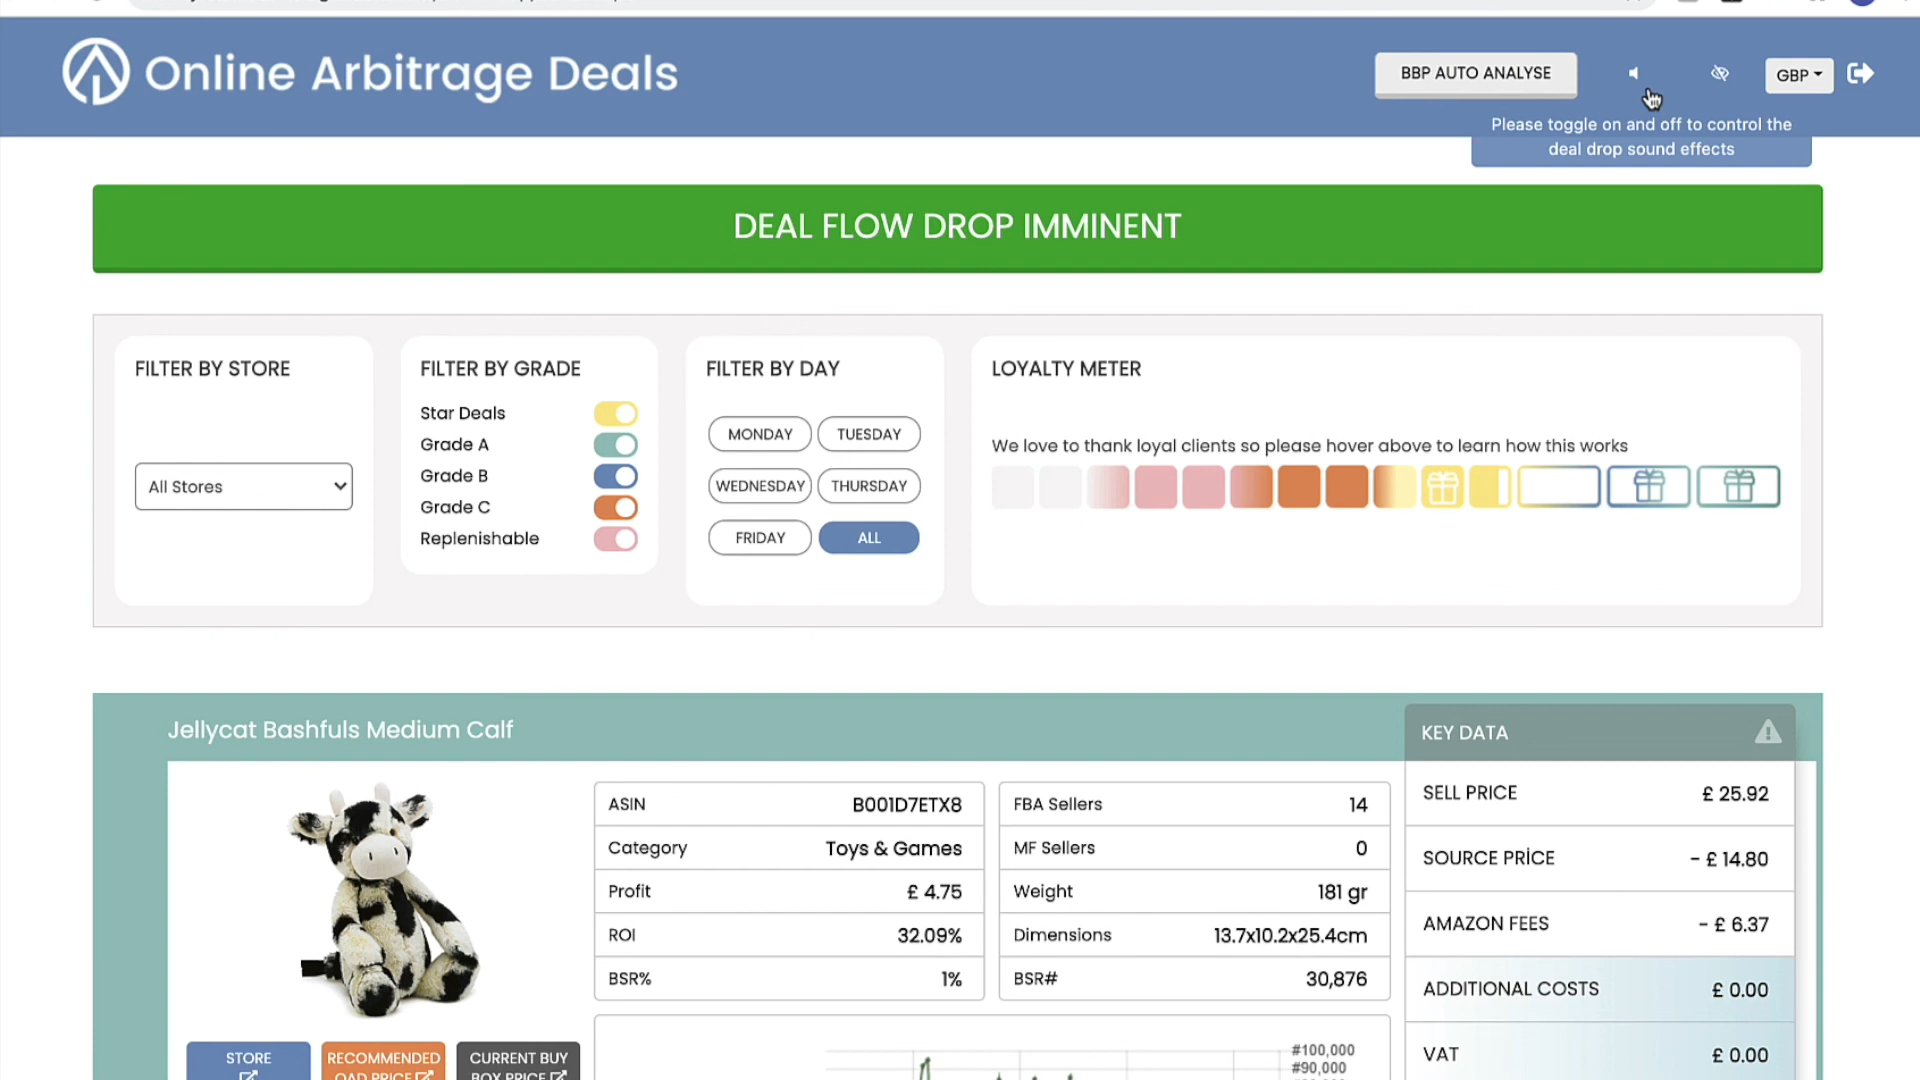 Online Arbitrage Deals
BBP AUTO ANALYSE
GBP
Please toggle on and off to control the
deal drop sound effects
DEAL FLOW DROP IMMINENT
FILTER BY STORE
All Stores
FILTER BY GRADE
Star Deals
Grade A
Grade B
Grade C
Replenishable
FILTER BY DAY
MONDAY
TUESDAY
WEDNESDAY
THURSDAY
FRIDAY
ALL
LOYALTY METER
We love to thank loyal clients so please hover above to learn how this works
Jellycat Bashfuls Medium Calf
ASIN B001D7ETX8
Category Toys & Games
Profit £ 4.75
ROI 32.09%
BSR% 1%
FBA Sellers 14
MF Sellers 0
Weight 181 gr
Dimensions 13.7x10.2x25.4cm
BSR# 30,876
KEY DATA
SELL PRICE £ 25.92
SOURCE PRİCE - £ 14.80
AMAZON FEES - £ 6.37
ADDITIONAL COSTS £ 0.00
VAT £ 0.00
STORE
RECOMMENDED
OAD PRICE
CURRENT BUY
BOX PRICE
#100,000
#90,000